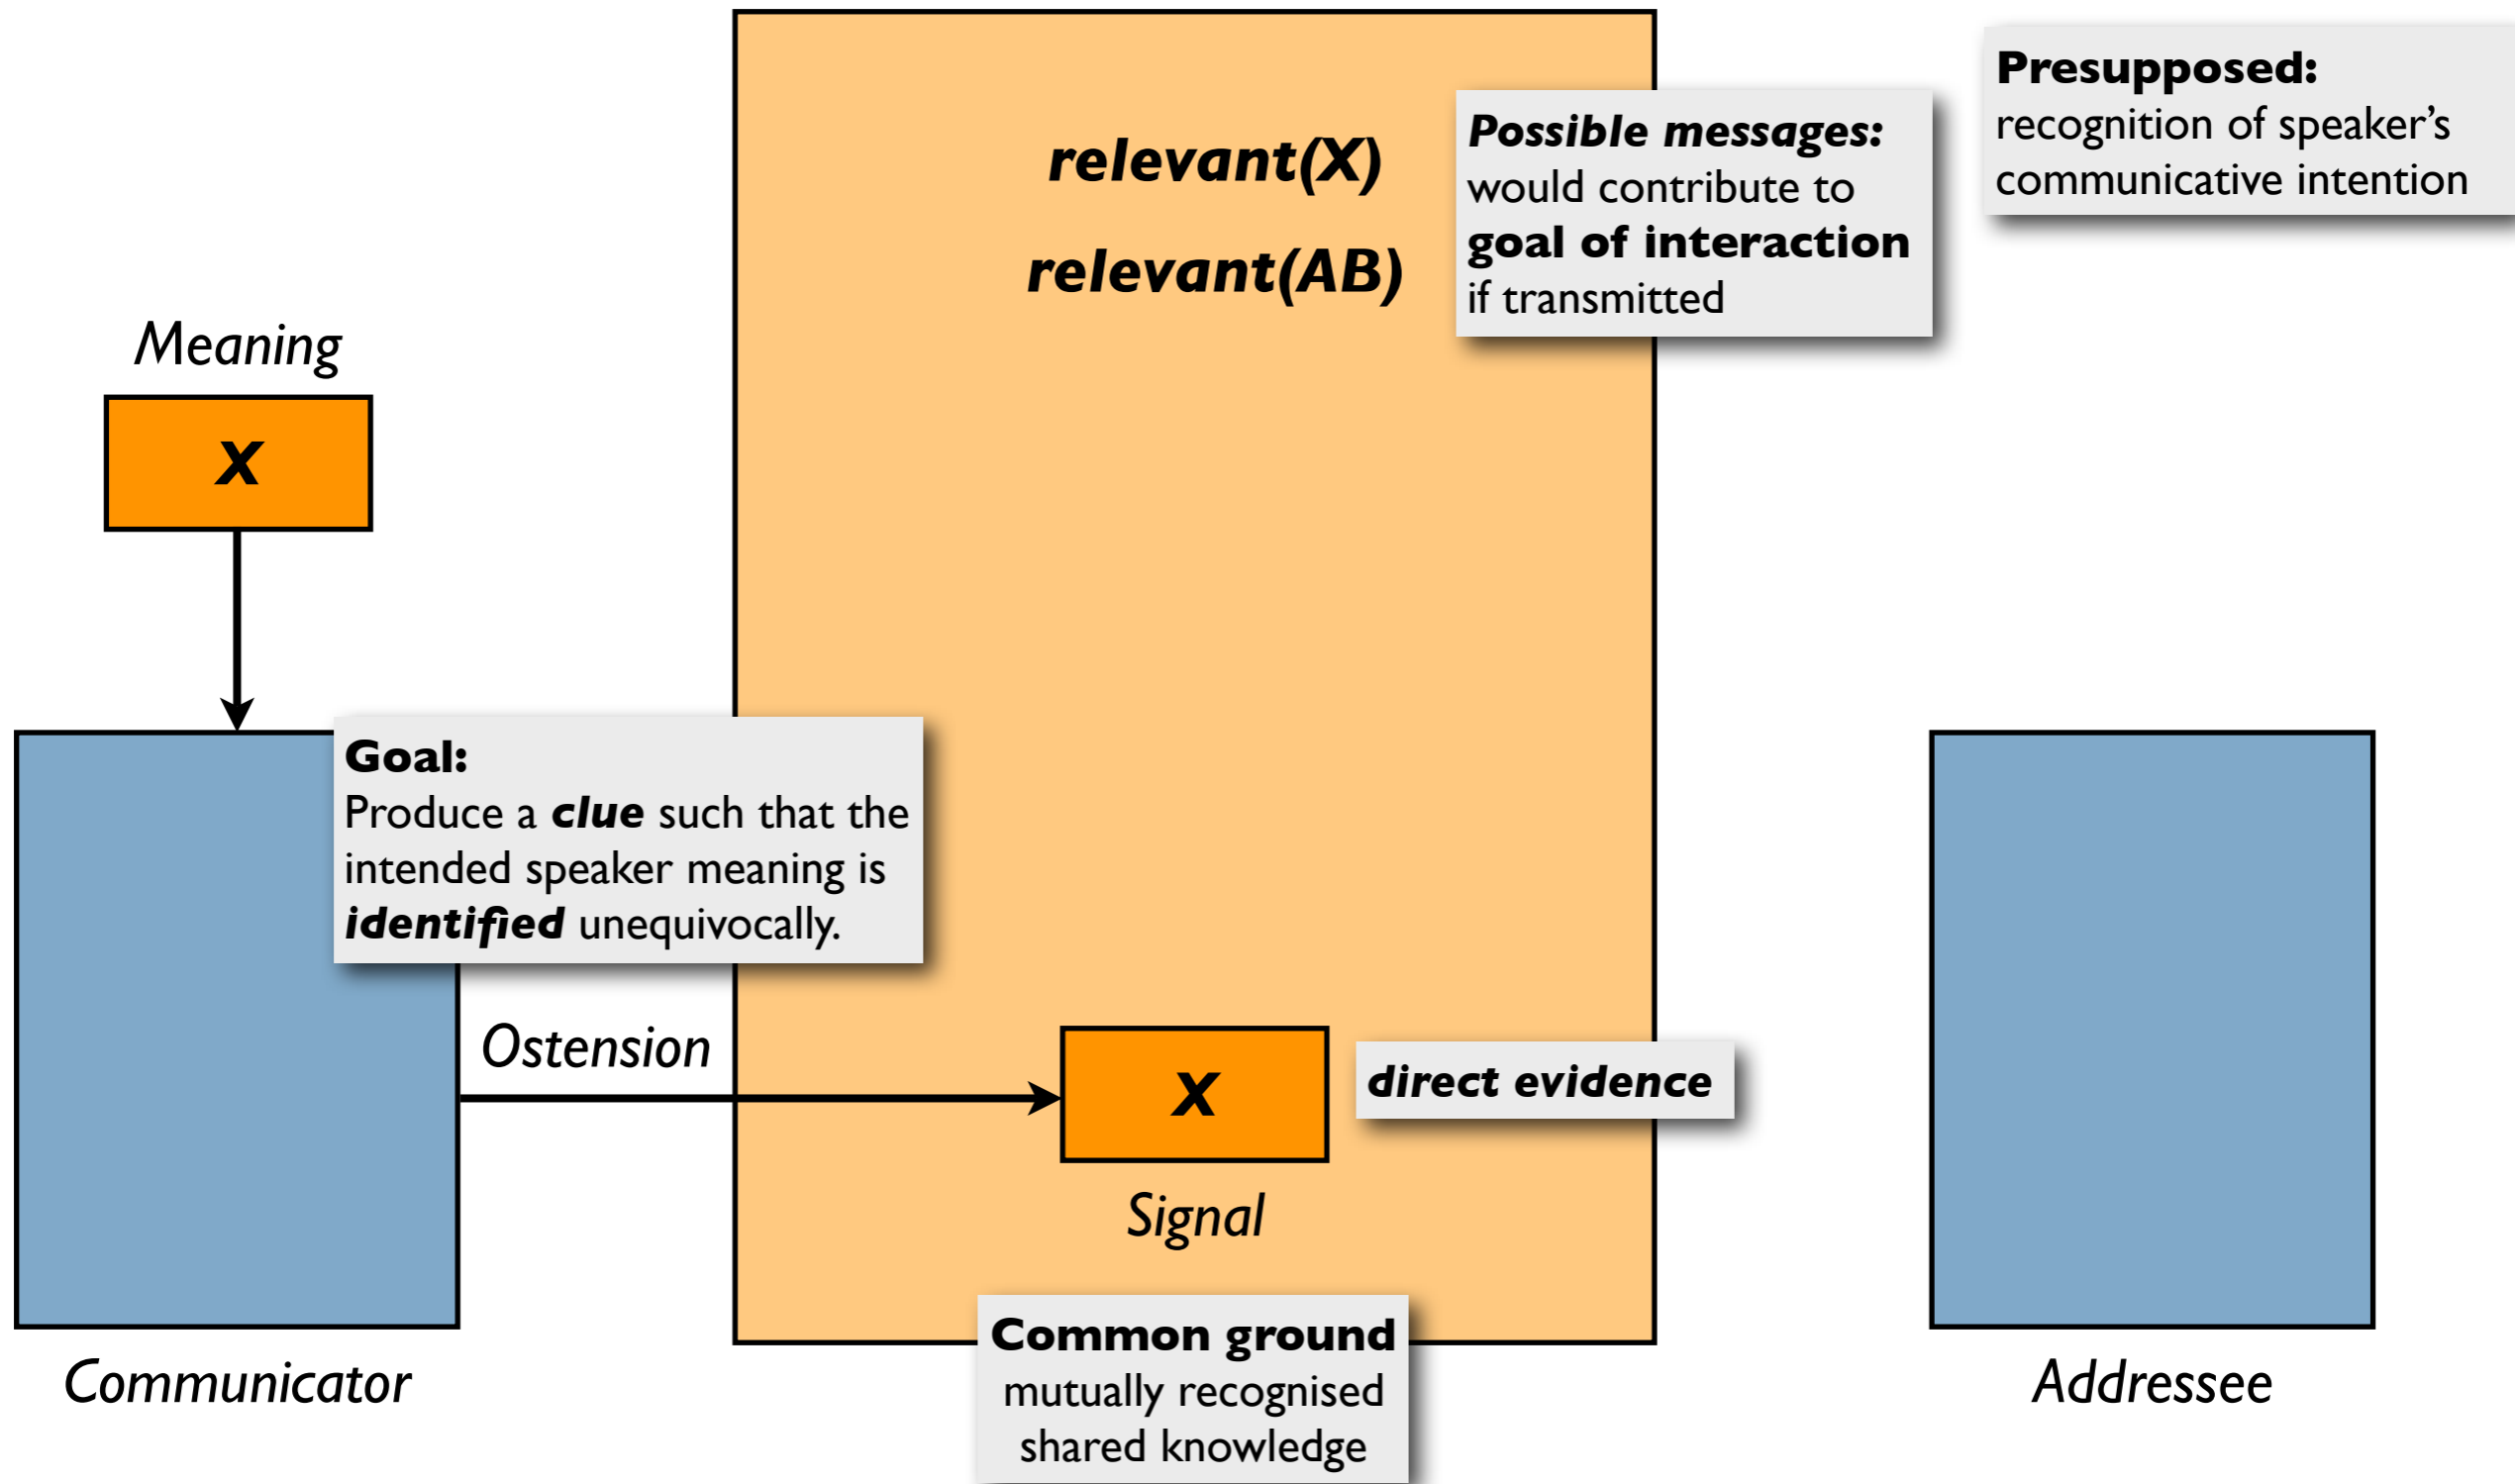 Presupposed:
recognition of speaker’s
communicative intention
relevant(X)
relevant(AB)
Possible messages:
would contribute to
goal of interaction
if transmitted
Meaning
X
Goal:
Produce a clue such that the
intended speaker meaning is
identified unequivocally.
Ostension
X
direct evidence
Signal
Common ground
mutually recognised
shared knowledge
Communicator
Addressee